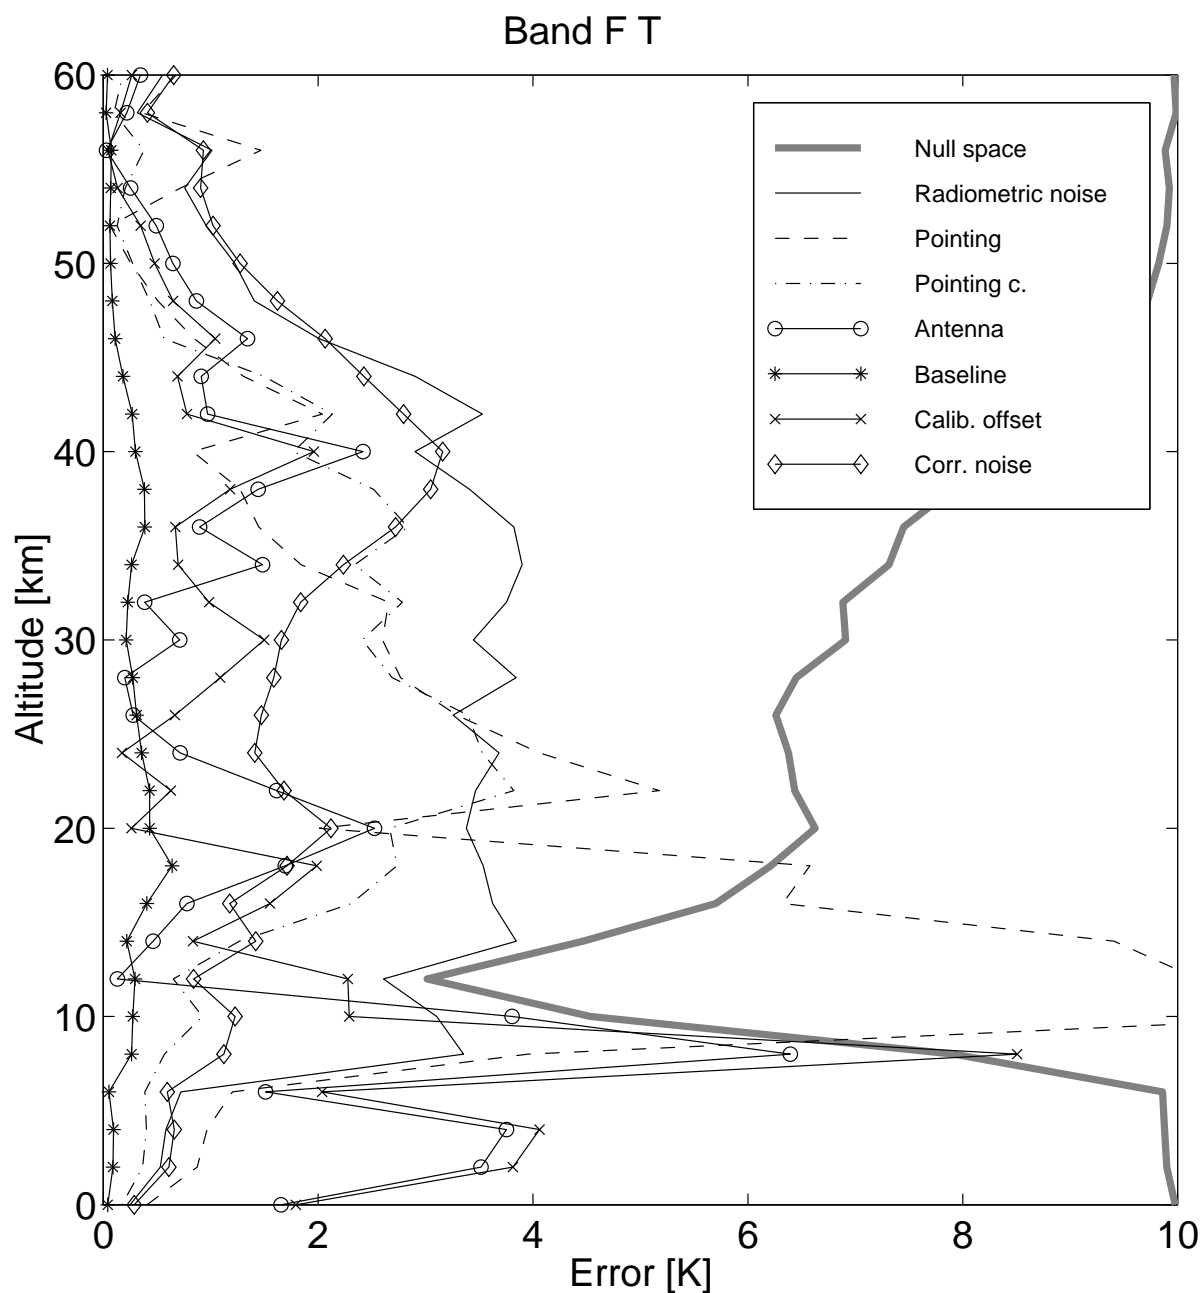 Band F T
60
50
40
30
20
10
0
Altitude [km]
Null space
Radiometric noise
Pointing
Pointing c.
Antenna
Baseline
Calib. offset
Corr. noise
0 2 4 6 8 10
Error [K]